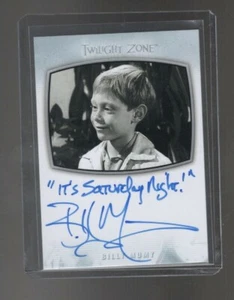 TWILIGHT ZONE
"IT'S SATURDAY NIGHT!"
BILLY MUMY